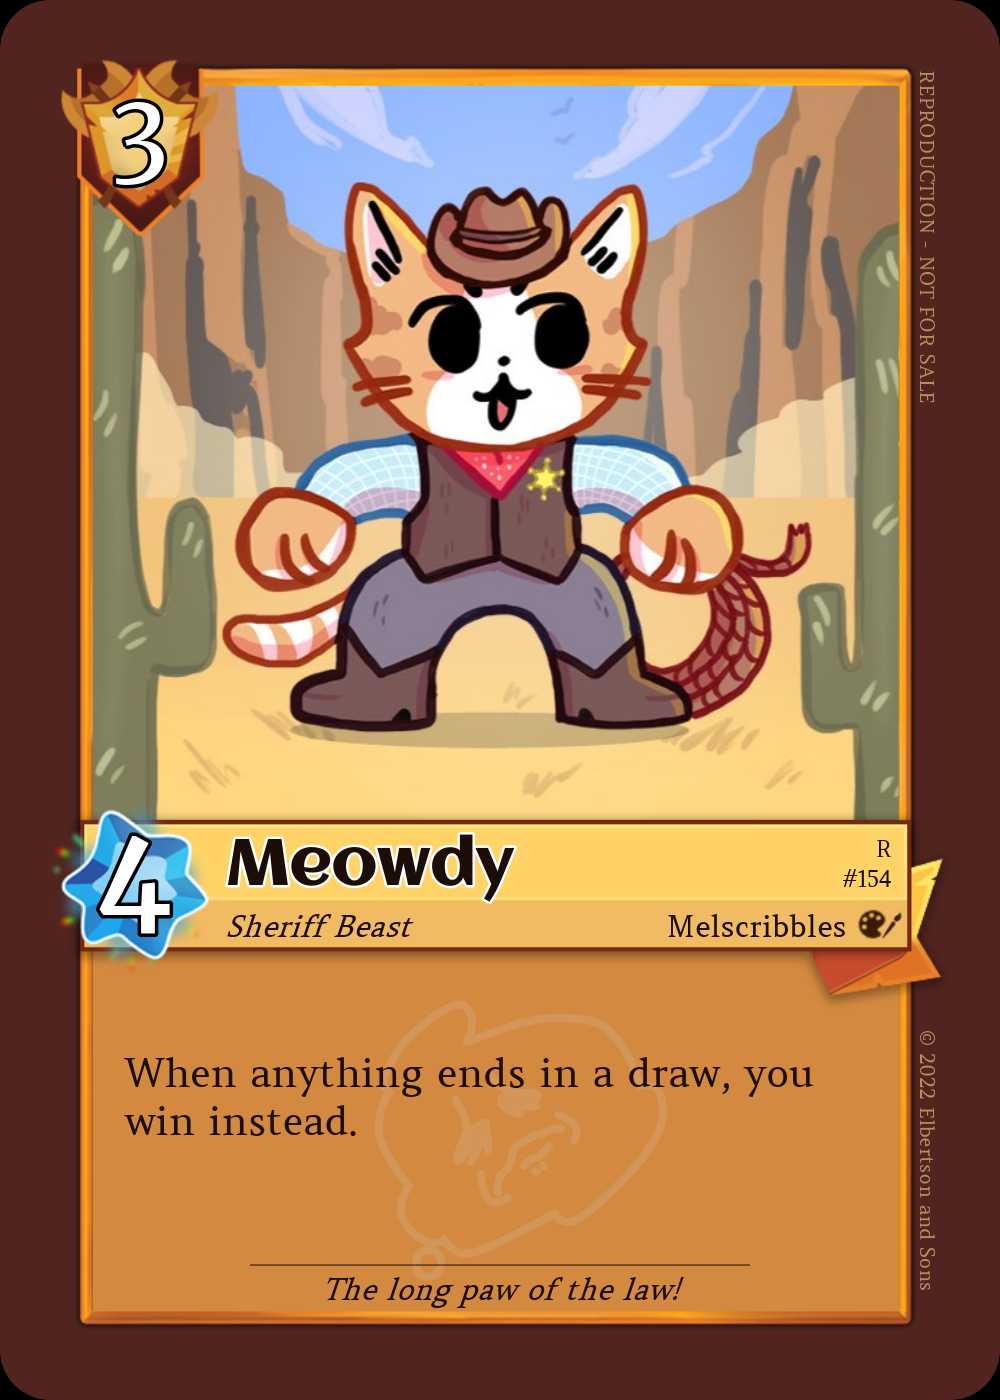 3
REPRODUCTION - NOT FOR SALE
4
Meowdy
R
#154
Sheriff Beast
Melscribbles
When anything ends in a draw, you
win instead.
The long paw of the law!
© 2022 Elbertson and Sons